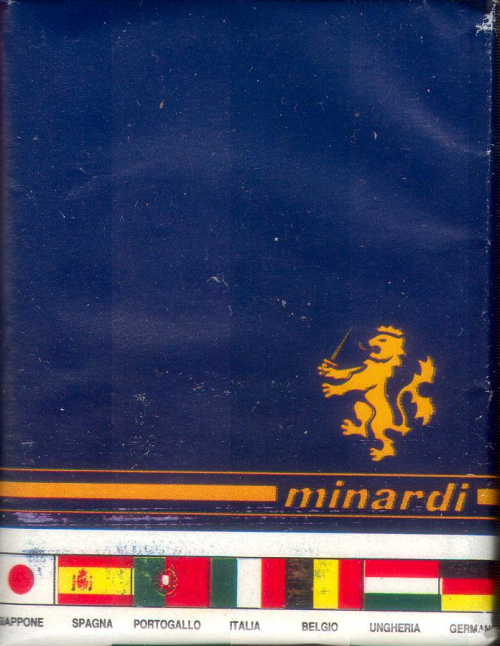 minardi
GIAPPONE SPAGNA PORTOGALLO ITALIA BELGIO UNGHERIA GERMAN